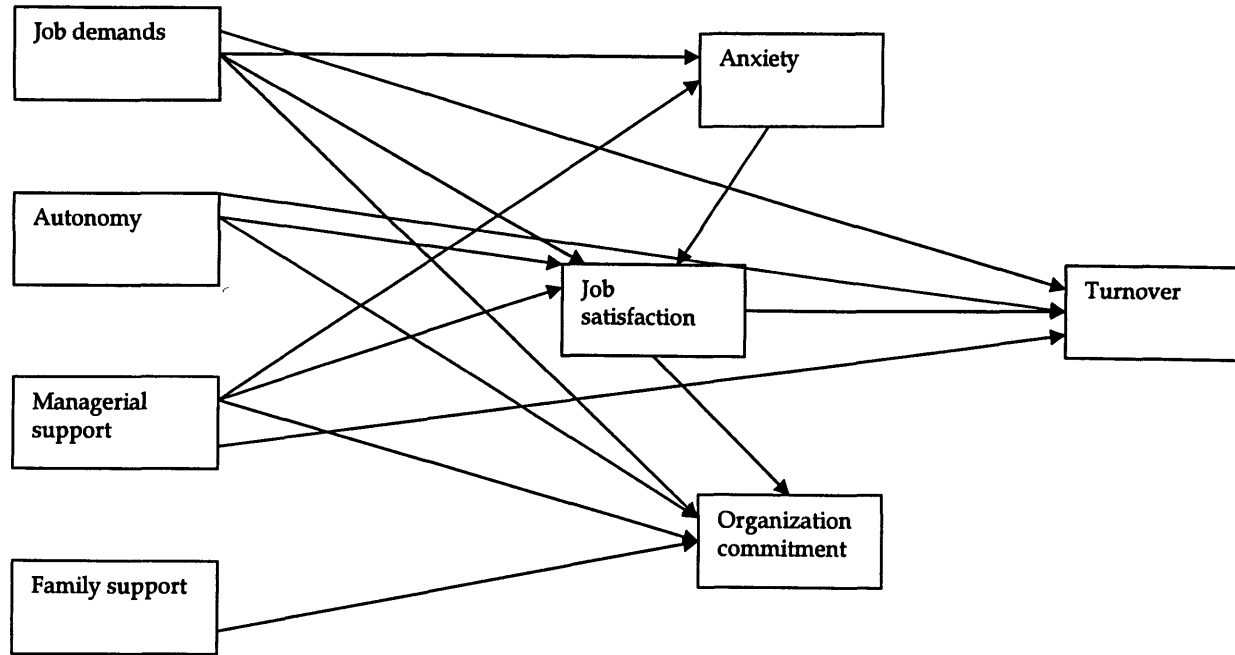 Job demands
Anxiety
Autonomy
Job
satisfaction
Turnover
Managerial
support
Organization
commitment
Family support